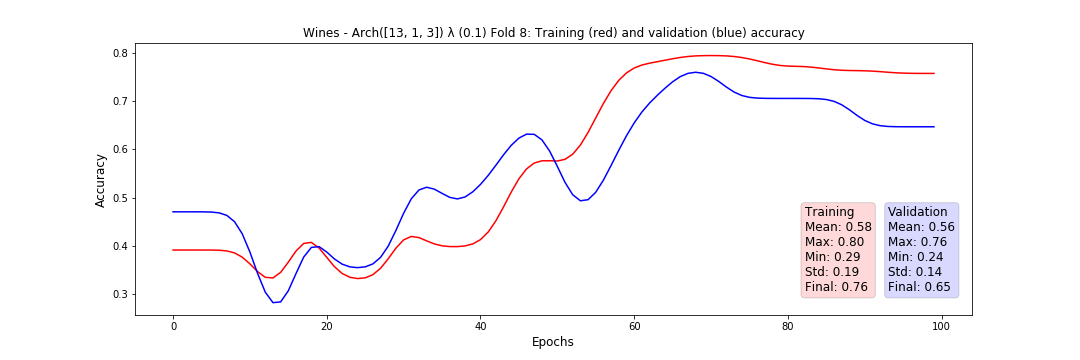 Wines - Arch([13, 1, 3]) λ (0.1) Fold 8: Training (red) and validation (blue) accuracy
Accuracy
0.8
0.7
0.6
0.5
0.4
0.3
Training
Mean: 0.58
Max: 0.80
Min: 0.29
Std: 0.19
Final: 0.76
Validation
Mean: 0.56
Max: 0.76
Min: 0.24
Std: 0.14
Final: 0.65
0 20 40 60 80 100
Epochs